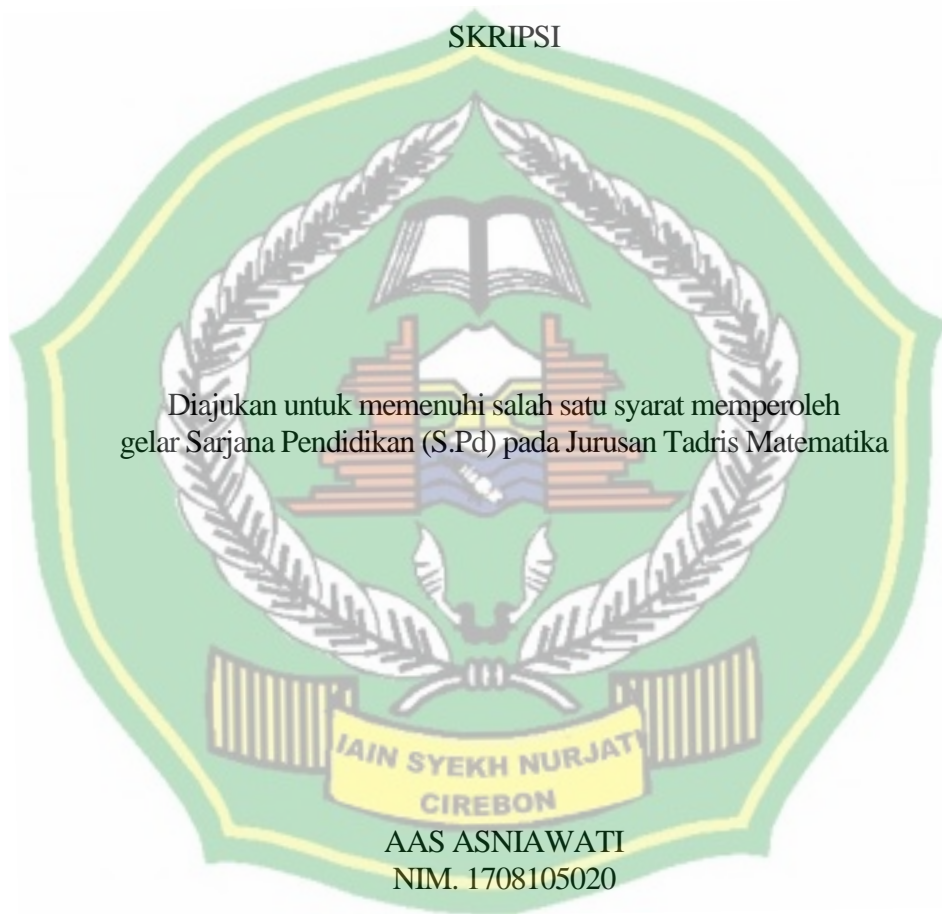 SKRIPSI
Diajukan untuk memenuhi salah satu syarat memperoleh
gelar Sarjana Pendidikan (S.Pd) pada Jurusan Tadris Matematika
IAIN SYEKH NURJATI
CIREBON
AAS ASNIAWATI
NIM. 1708105020